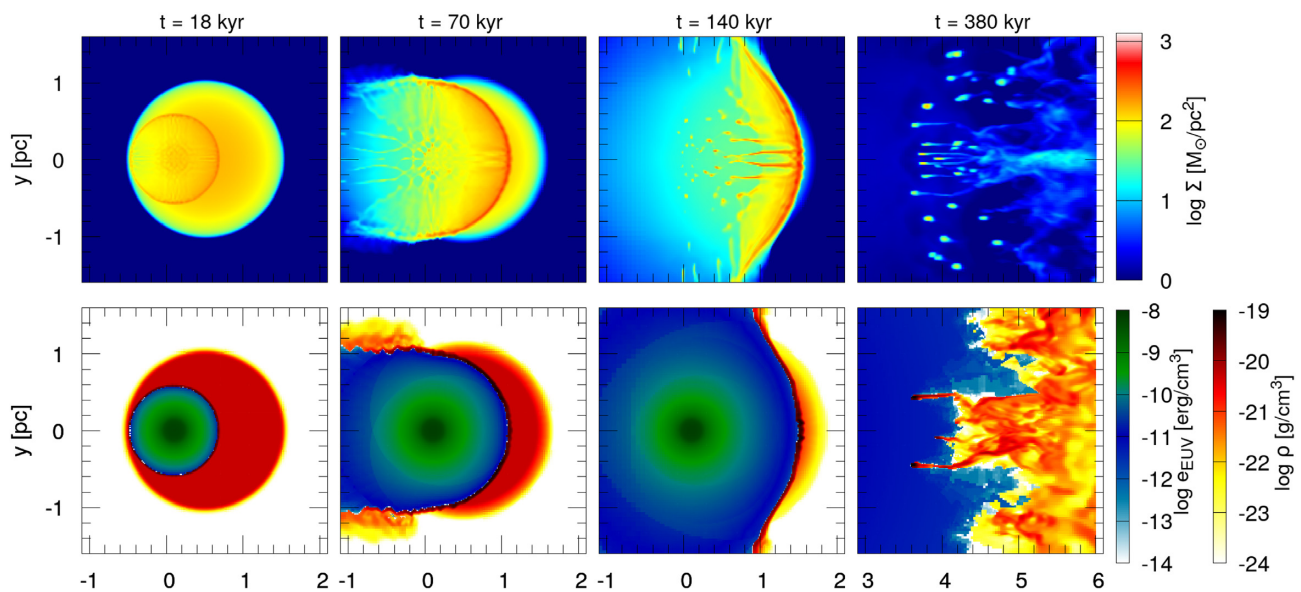 t = 18 kyr
t = 70 kyr
t = 140 kyr
t = 380 kyr
y [pc]
1
0
-1
3
2
1
0
log Σ [M⊙/pc²]
y [pc]
1
0
-1
-1 0 1 2
-1 0 1 2
-1 0 1 2
3 4 5 6
-8
-9
-10
-11
-12
-13
-14
log eEUV [erg/cm³]
-19
-20
-21
-22
-23
-24
log ρ [g/cm³]